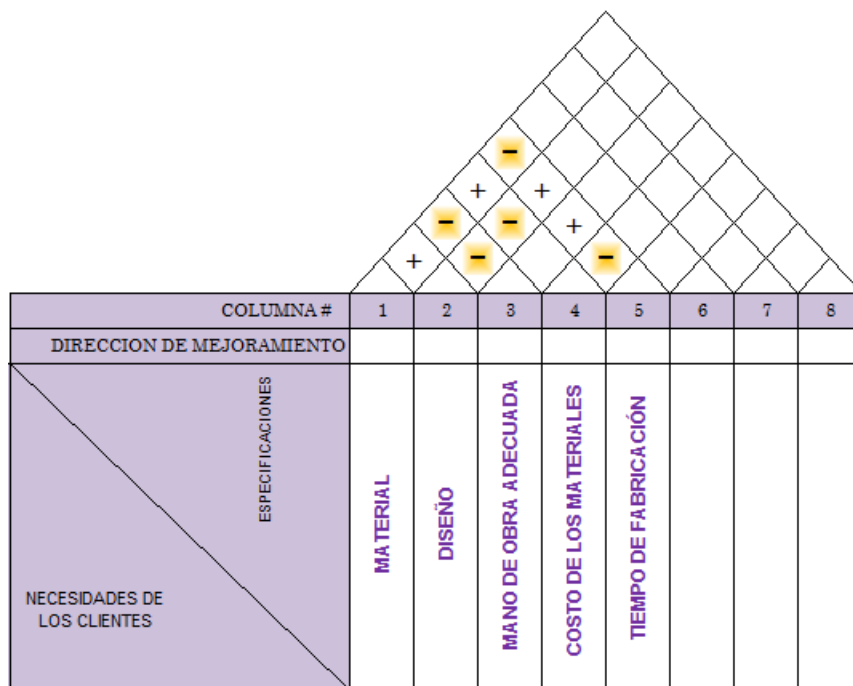 −
+ +
− − +
+ − −
COLUMNA # 1 2 3 4 5 6 7 8
DIRECCION DE MEJORAMIENTO
ESPECIFICACIONES
NECESIDADES DE
LOS CLIENTES
MATERIAL
DISEÑO
MANO DE OBRA ADECUADA
COSTO DE LOS MATERIALES
TIEMPO DE FABRICACIÓN